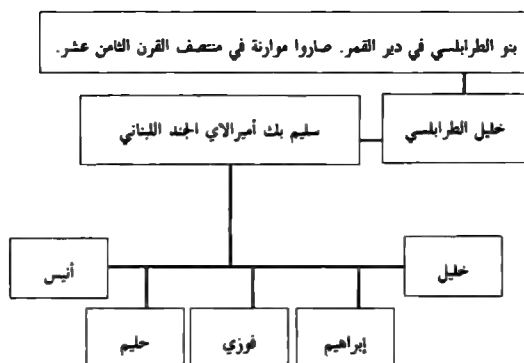 بنو الطرابلسي في دير القمر. صاروا موارنة في منتصف القرن الثامن عشر.
خليل الطرابلسي
سليم بك أميرالاي الجند اللبناني
خليل
أنيس
إبراهيم
فوزي
حليم